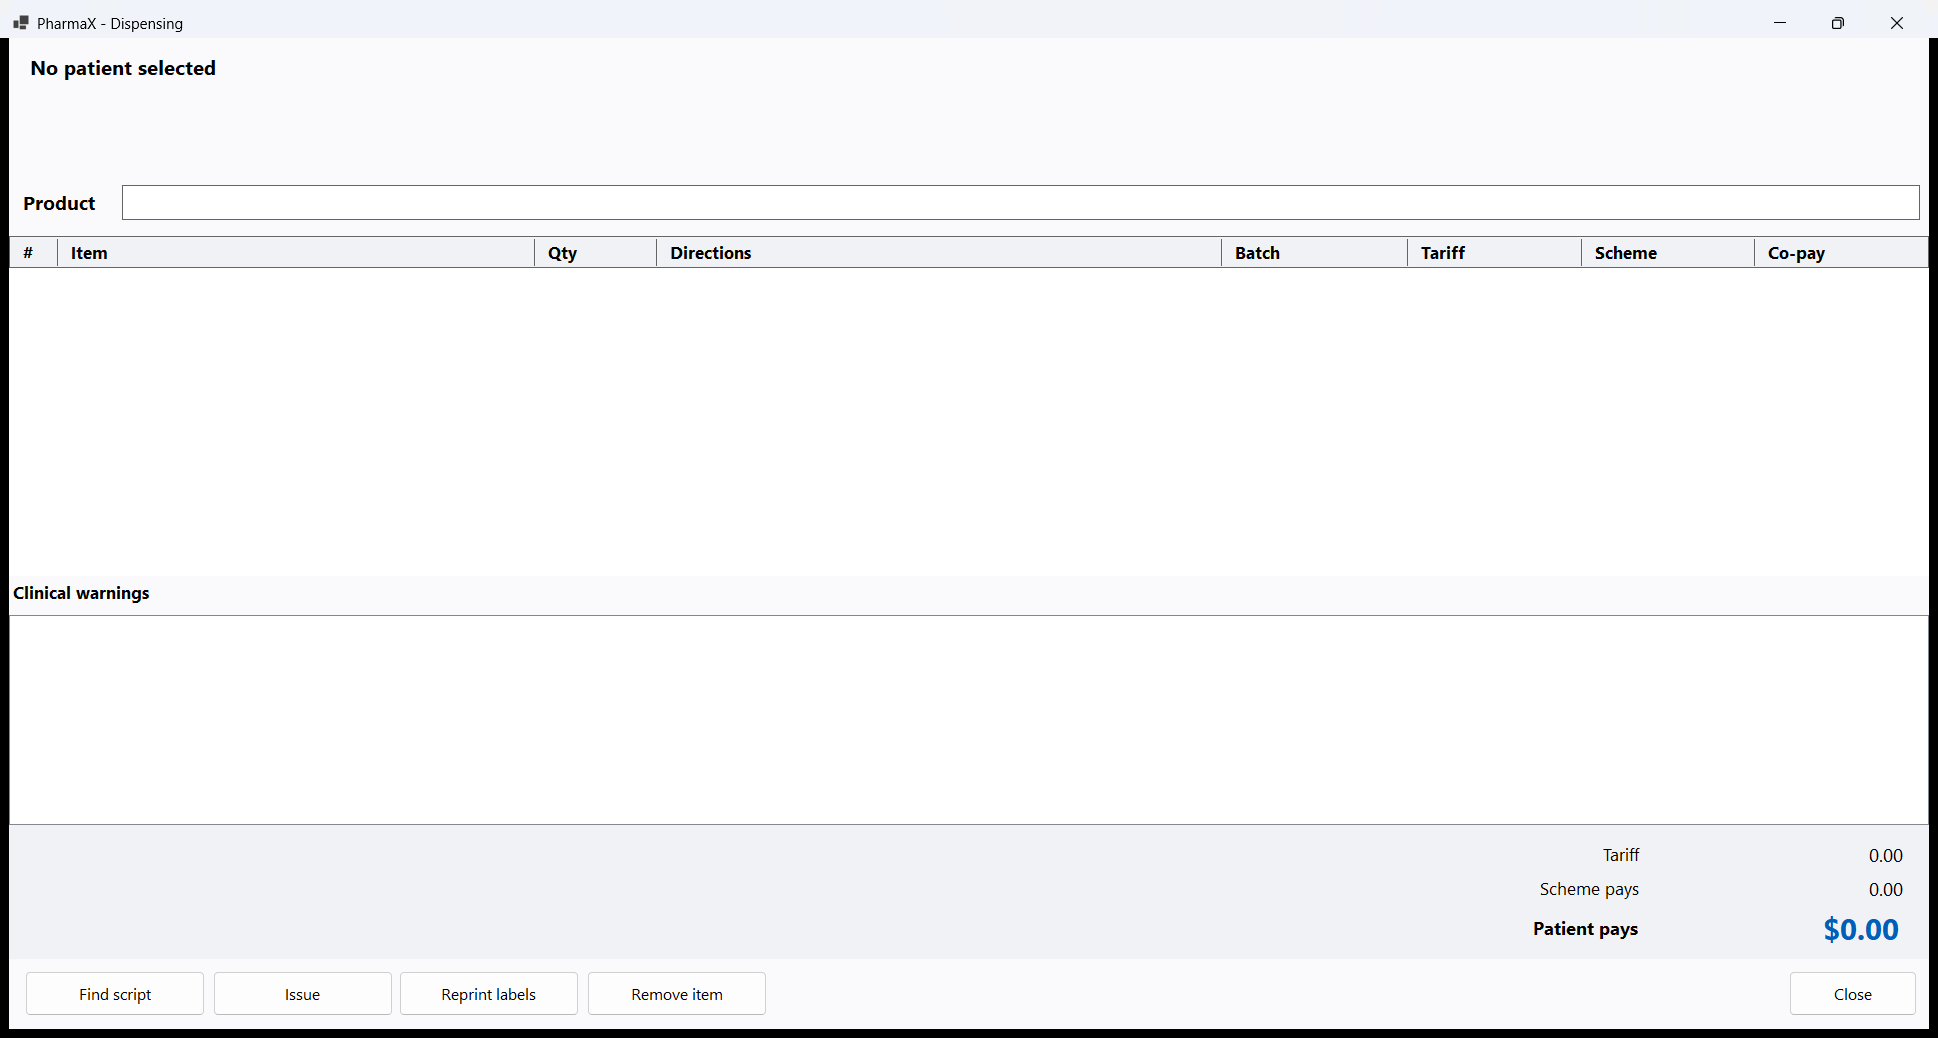 PharmaX - Dispensing
No patient selected
Product
# Item Qty Directions Batch Tariff Scheme Co-pay
Clinical warnings
Tariff 0.00
Scheme pays 0.00
Patient pays $0.00
Find script Issue Reprint labels Remove item Close